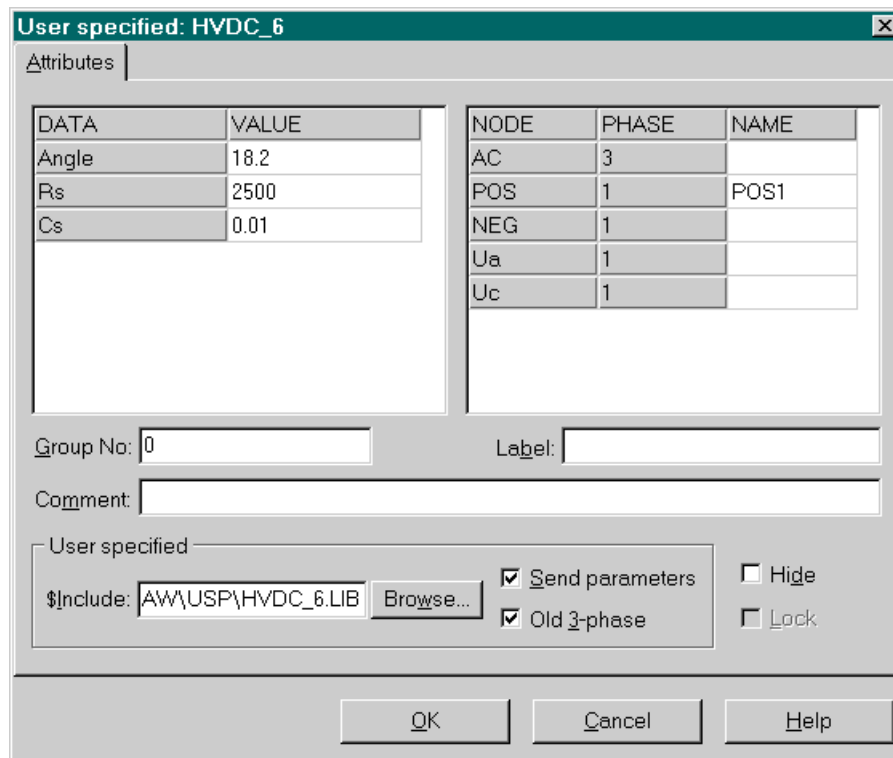 User specified: HVDC_6
Attributes
DATA VALUE
Angle 18.2
Rs 2500
Cs 0.01
NODE PHASE NAME
AC 3
POS 1 POS1
NEG 1
Ua 1
Uc 1
Group No: 0
Label:
Comment:
User specified
$Include: AW\USP\HVDC_6.LIB Browse...
Send parameters
Old 3-phase
Hide
Lock
OK Cancel Help